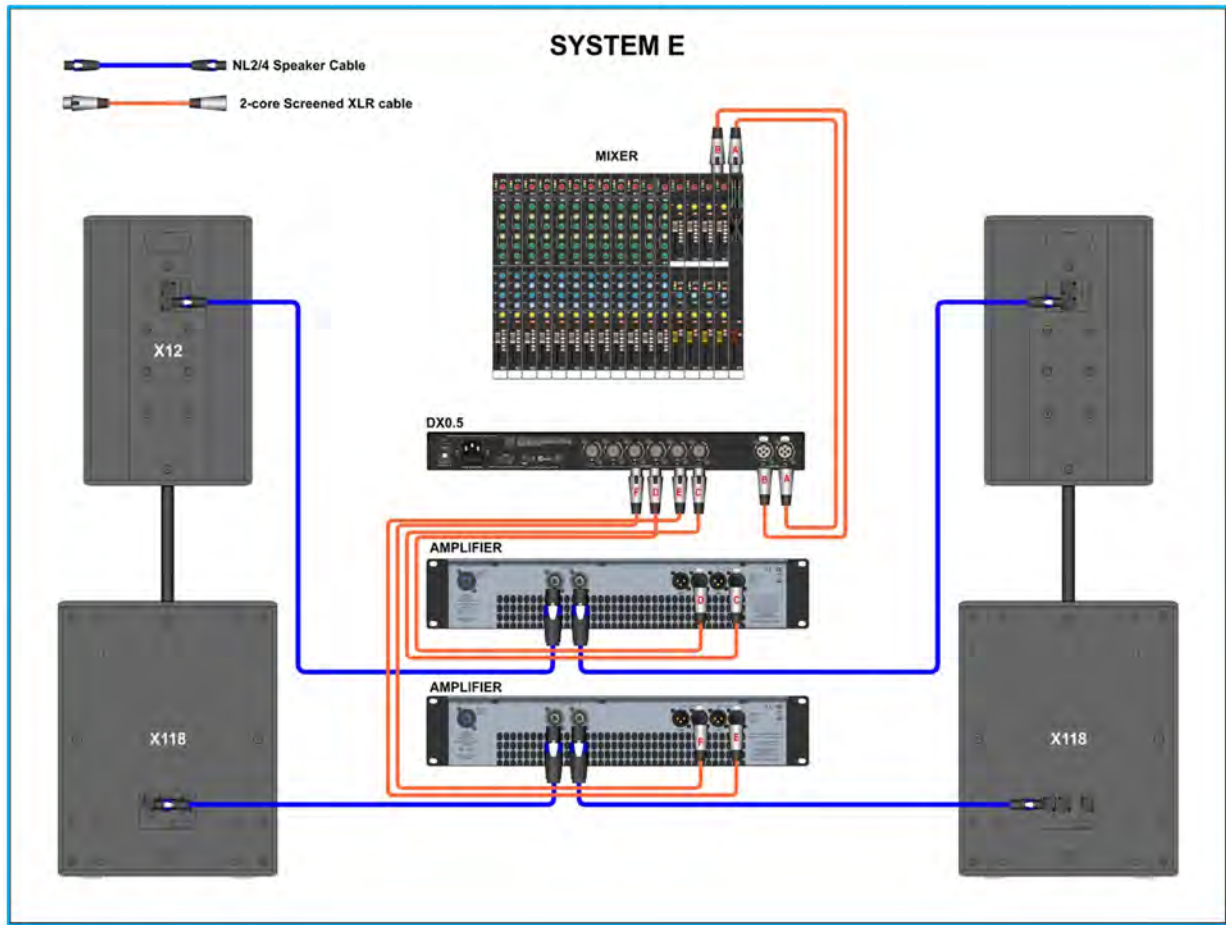 SYSTEM E
NL2/4 Speaker Cable
2-core Screened XLR cable
B A
MIXER
X12
DX0.5
F D E C B A
AMPLIFIER
D C
AMPLIFIER
X118
F E
X118